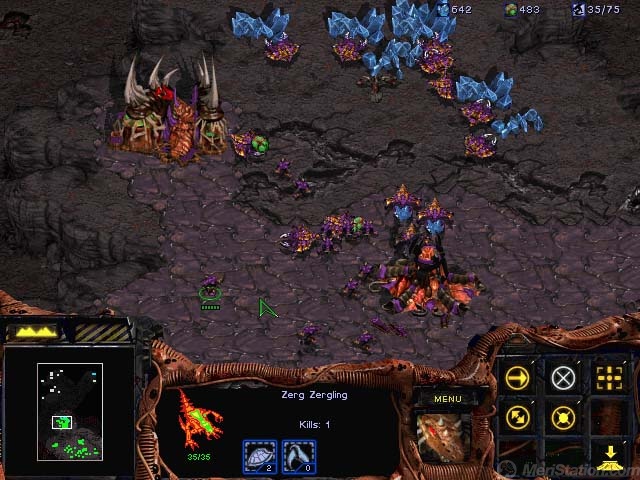 642 483 35/75
Zerg Zergling
Kills: 1
MENU
35/35
2 0
MeriStation.com